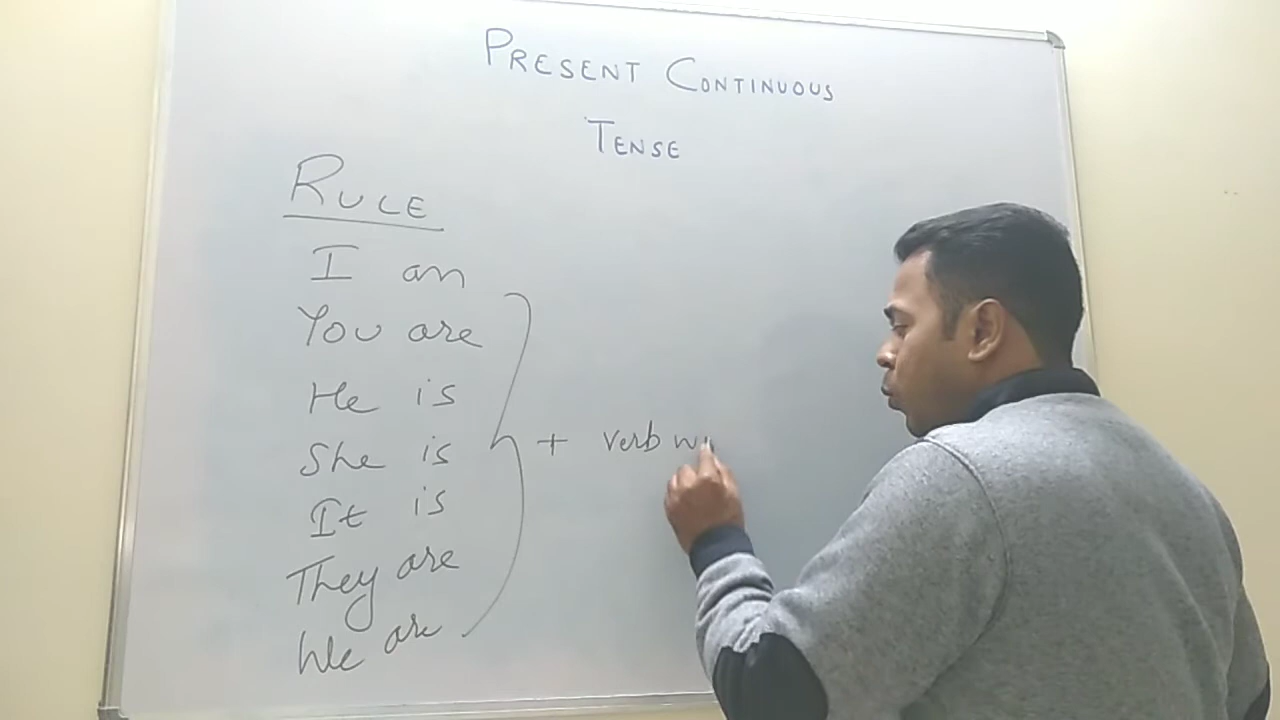 PRESENT CONTINUOUS
TENSE
RULE
I am
You are
He is
She is
It is
They are
We are
+ verb w